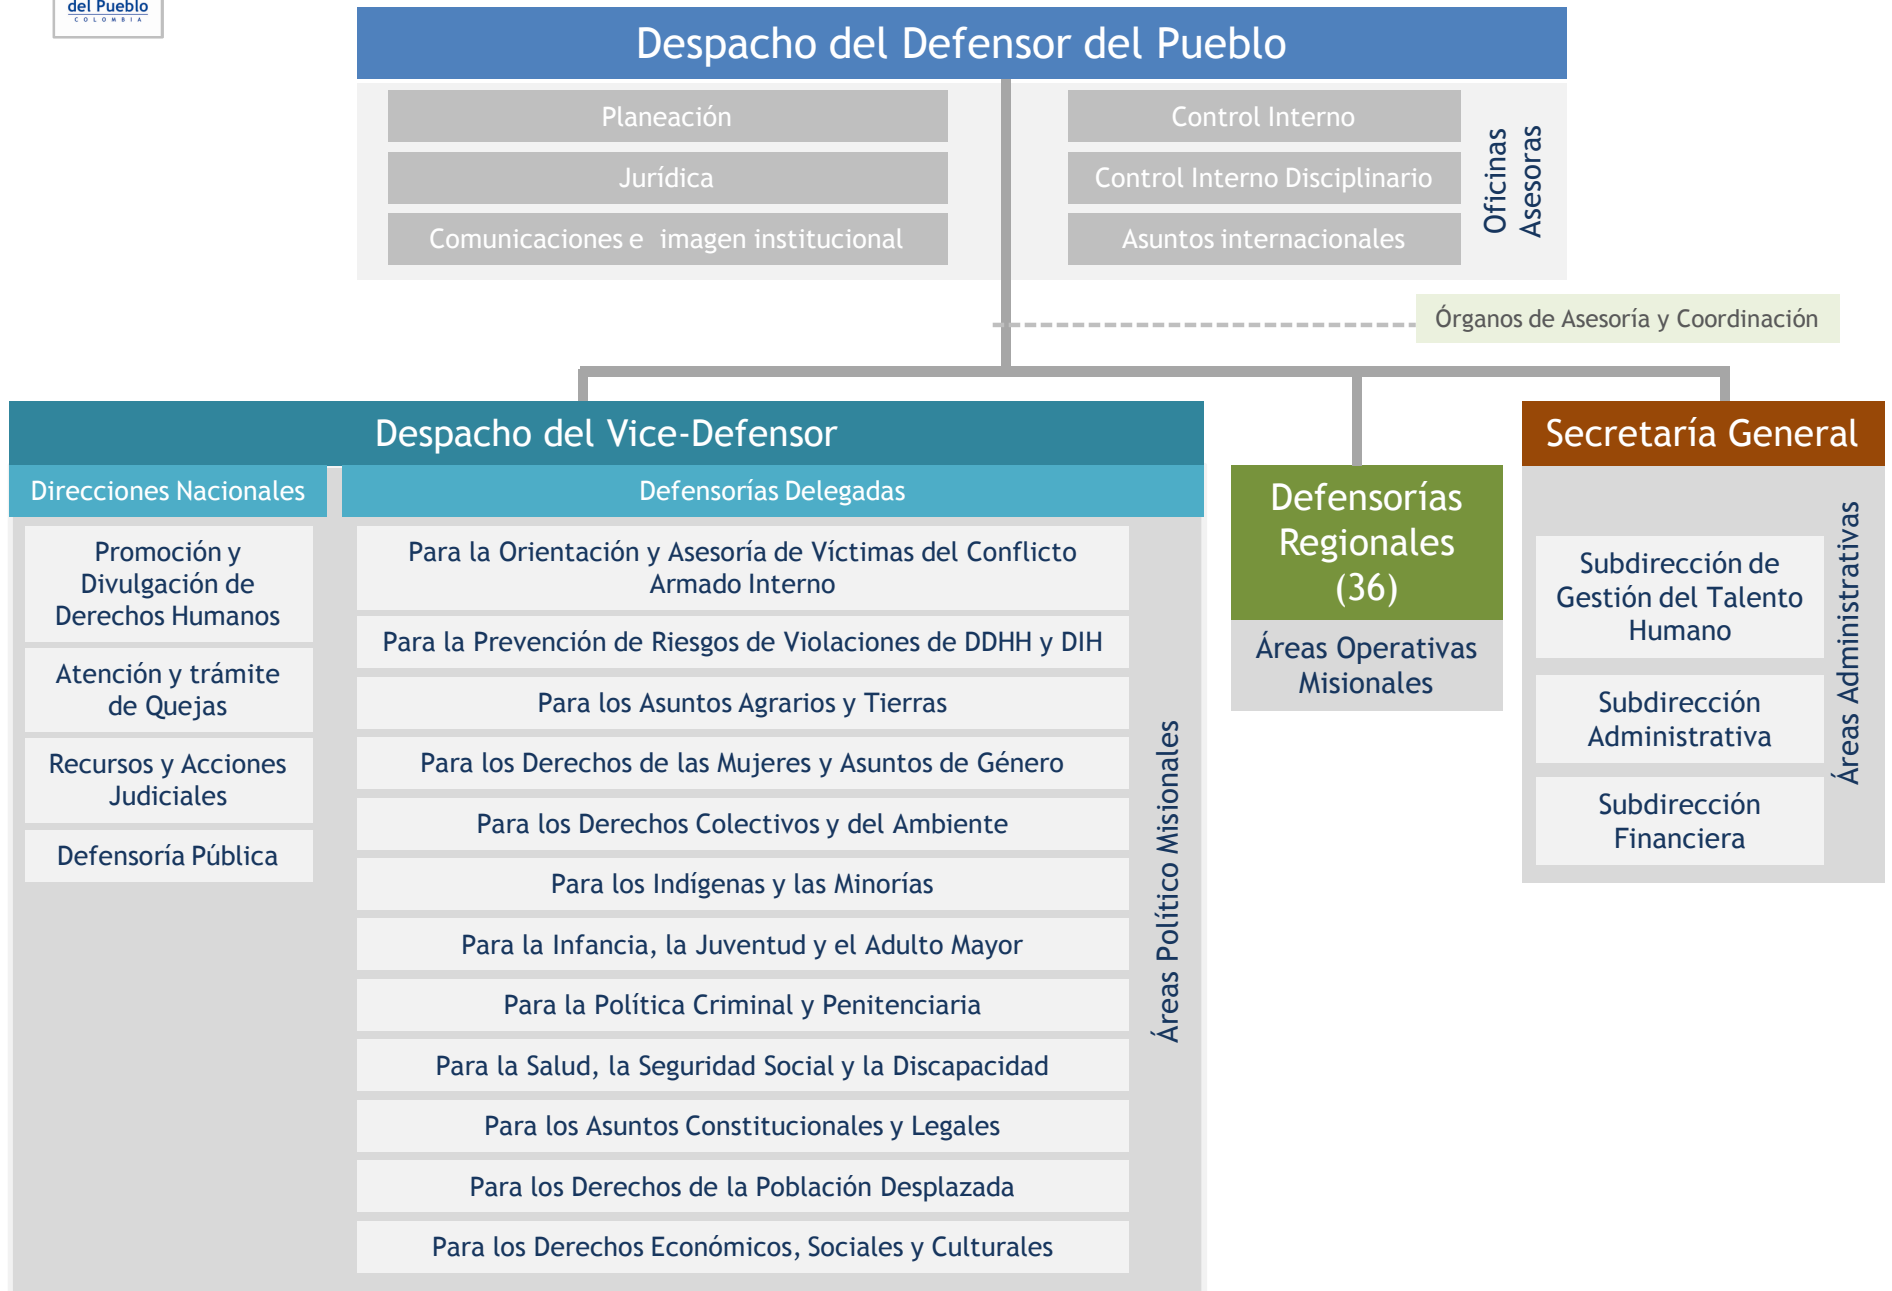 del Pueblo
COLOMBIA
Despacho del Defensor del Pueblo
Planeación
Jurídica
Comunicaciones e imagen institucional
Control Interno
Control Interno Disciplinario
Asuntos internacionales
Oficinas
Asesoras
Órganos de Asesoría y Coordinación
Despacho del Vice-Defensor
Direcciones Nacionales
Promoción y
Divulgación de
Derechos Humanos
Atención y trámite
de Quejas
Recursos y Acciones
Judiciales
Defensoría Pública
Defensorías Delegadas
Para la Orientación y Asesoría de Víctimas del Conflicto
Armado Interno
Para la Prevención de Riesgos de Violaciones de DDHH y DIH
Para los Asuntos Agrarios y Tierras
Para los Derechos de las Mujeres y Asuntos de Género
Para los Derechos Colectivos y del Ambiente
Para los Indígenas y las Minorías
Para la Infancia, la Juventud y el Adulto Mayor
Para la Política Criminal y Penitenciaria
Para la Salud, la Seguridad Social y la Discapacidad
Para los Asuntos Constitucionales y Legales
Para los Derechos de la Población Desplazada
Para los Derechos Económicos, Sociales y Culturales
Áreas Político Misionales
Defensorías
Regionales
(36)
Áreas Operativas
Misionales
Secretaría General
Subdirección de
Gestión del Talento
Humano
Subdirección
Administrativa
Subdirección
Financiera
Áreas Administrativas